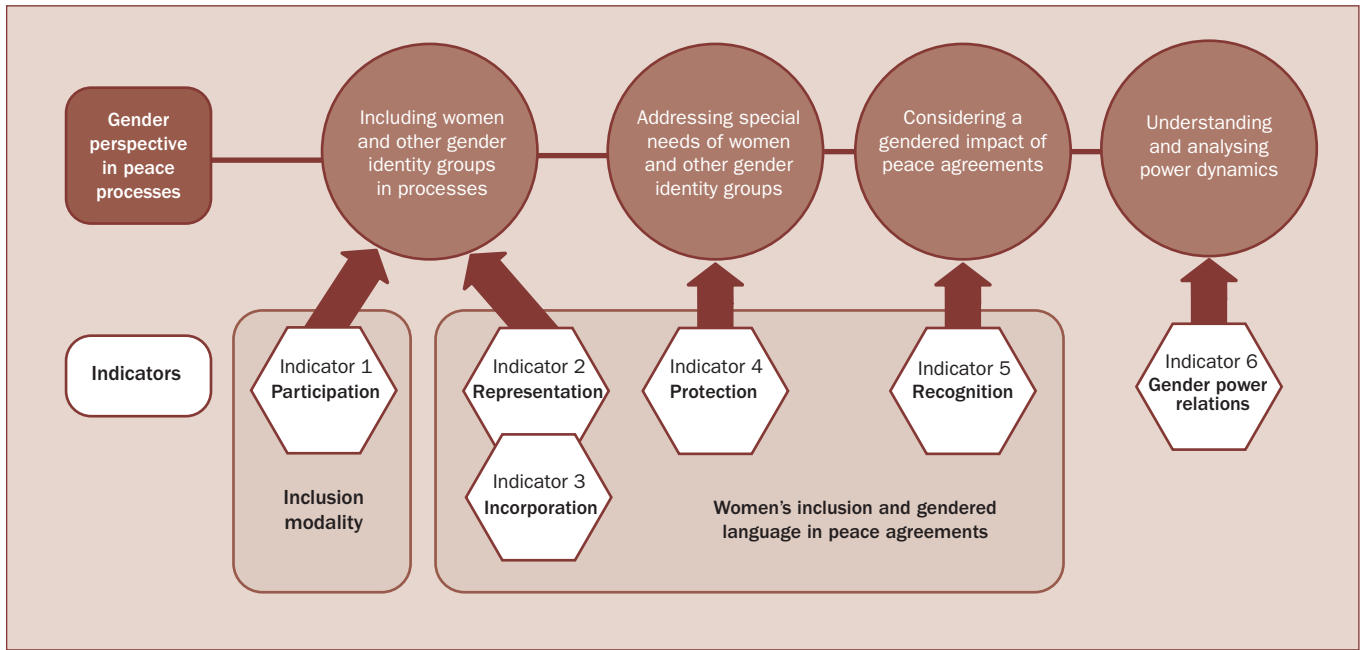 Gender
perspective
in peace
processes
Including women
and other gender
identity groups
in processes
Addressing special
needs of women
and other gender
identity groups
Considering a
gendered impact of
peace agreements
Understanding
and analysing
power dynamics
Indicators
Indicator 1
Participation
Inclusion
modality
Indicator 2
Representation
Indicator 3
Incorporation
Indicator 4
Protection
Indicator 5
Recognition
Women’s inclusion and gendered
language in peace agreements
Indicator 6
Gender power
relations